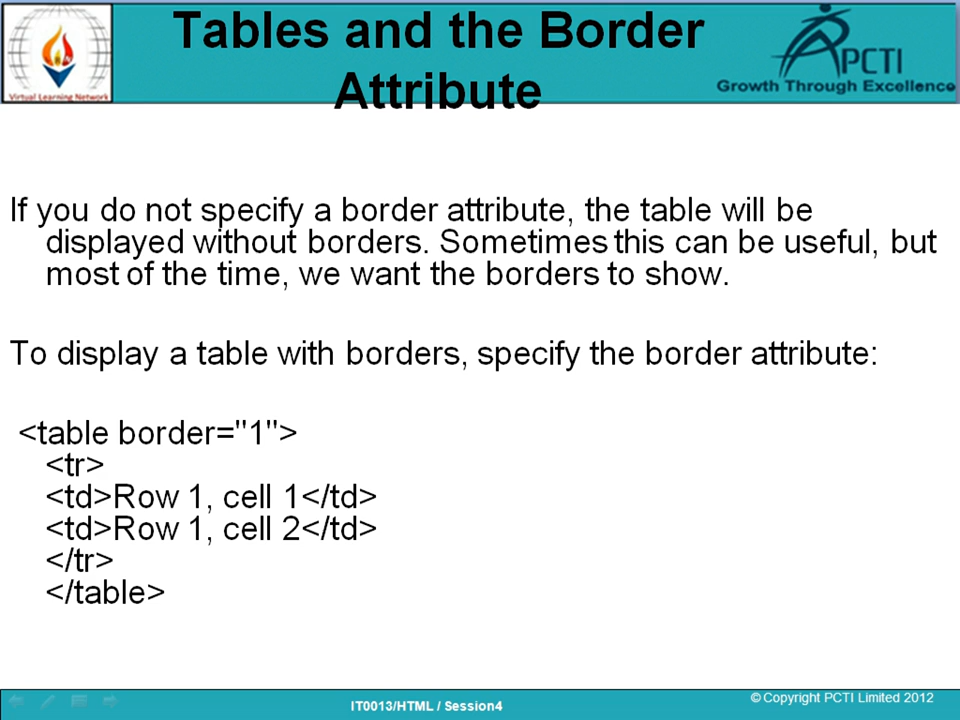 Tables and the Border
Attribute
Virtual Learning Network
APCTI
Growth Through Excellence
If you do not specify a border attribute, the table will be
displayed without borders. Sometimes this can be useful, but
most of the time, we want the borders to show.
To display a table with borders, specify the border attribute:
<table border="1">
<tr>
<td>Row 1, cell 1</td>
<td>Row 1, cell 2</td>
</tr>
</table>
IT0013/HTML / Session4
© Copyright PCTI Limited 2012